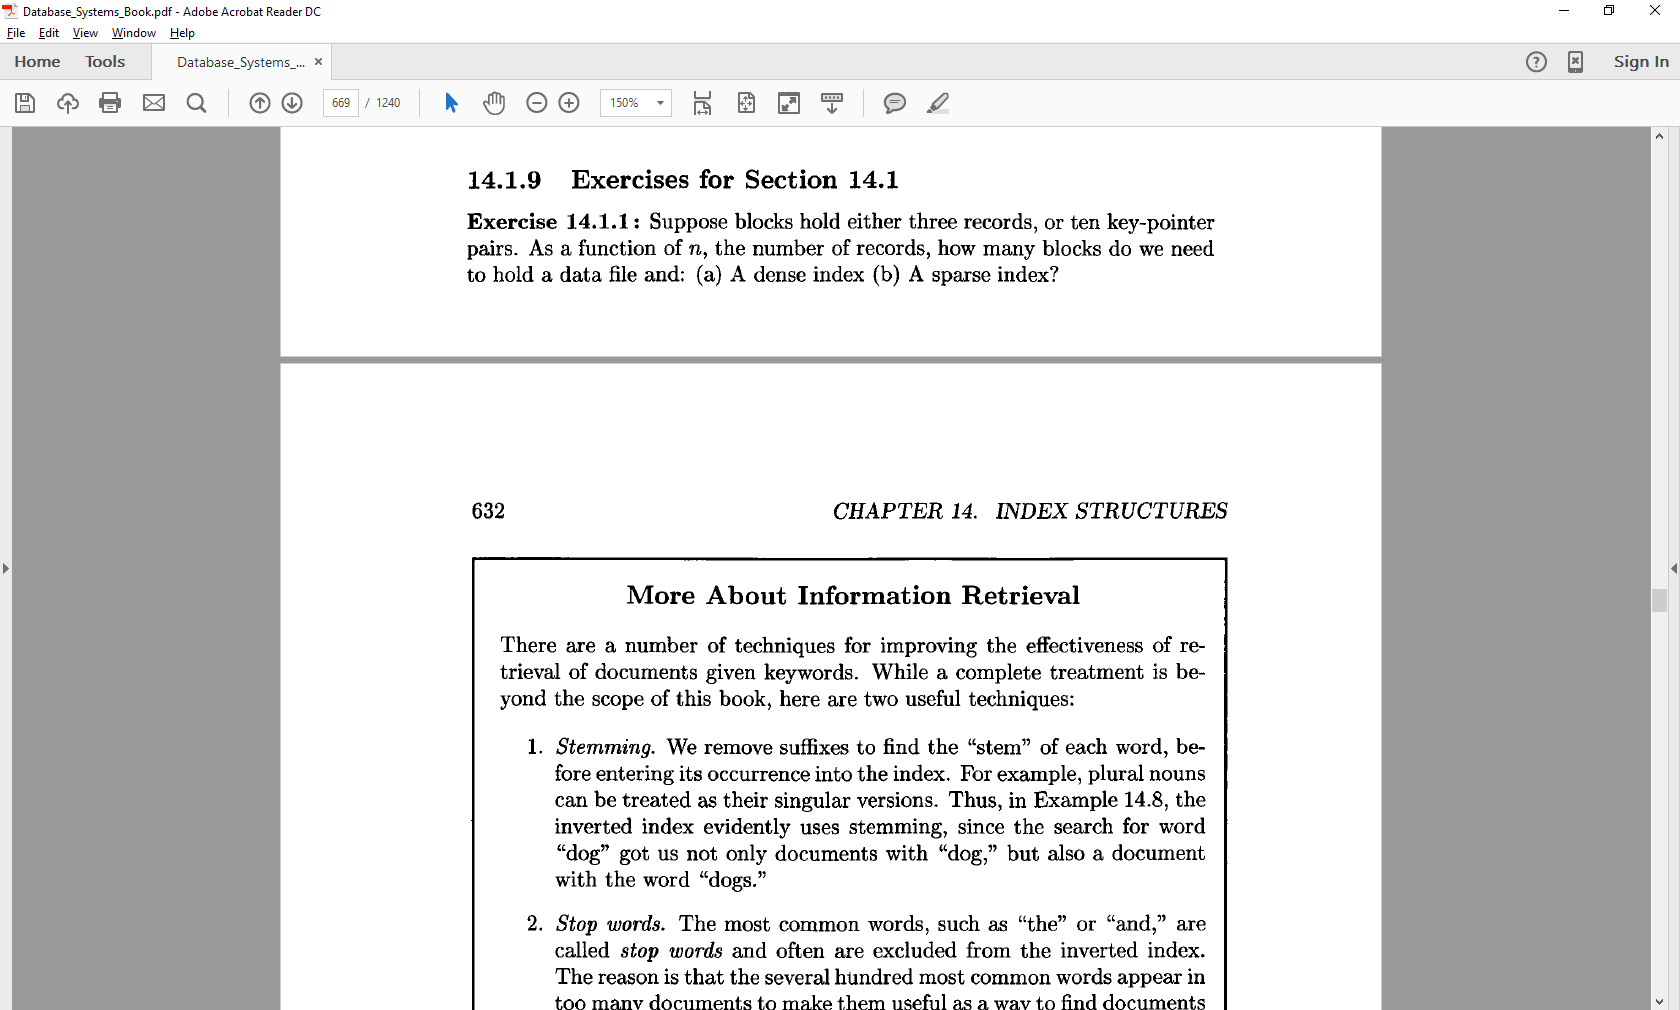 Database_Systems_Book.pdf - Adobe Acrobat Reader DC
File Edit View Window Help
Home Tools Database_Systems_... × Sign In
669 / 1240 150%
14.1.9 Exercises for Section 14.1
Exercise 14.1.1: Suppose blocks hold either three records, or ten key-pointer
pairs. As a function of n, the number of records, how many blocks do we need
to hold a data file and: (a) A dense index (b) A sparse index?
632 CHAPTER 14. INDEX STRUCTURES
More About Information Retrieval
There are a number of techniques for improving the effectiveness of re-
trieval of documents given keywords. While a complete treatment is be-
yond the scope of this book, here are two useful techniques:
1. Stemming. We remove suffixes to find the “stem” of each word, be-
fore entering its occurrence into the index. For example, plural nouns
can be treated as their singular versions. Thus, in Example 14.8, the
inverted index evidently uses stemming, since the search for word
“dog” got us not only documents with “dog,” but also a document
with the word “dogs.”
2. Stop words. The most common words, such as “the” or “and,” are
called stop words and often are excluded from the inverted index.
The reason is that the several hundred most common words appear in
too many documents to make them useful as a way to find documents